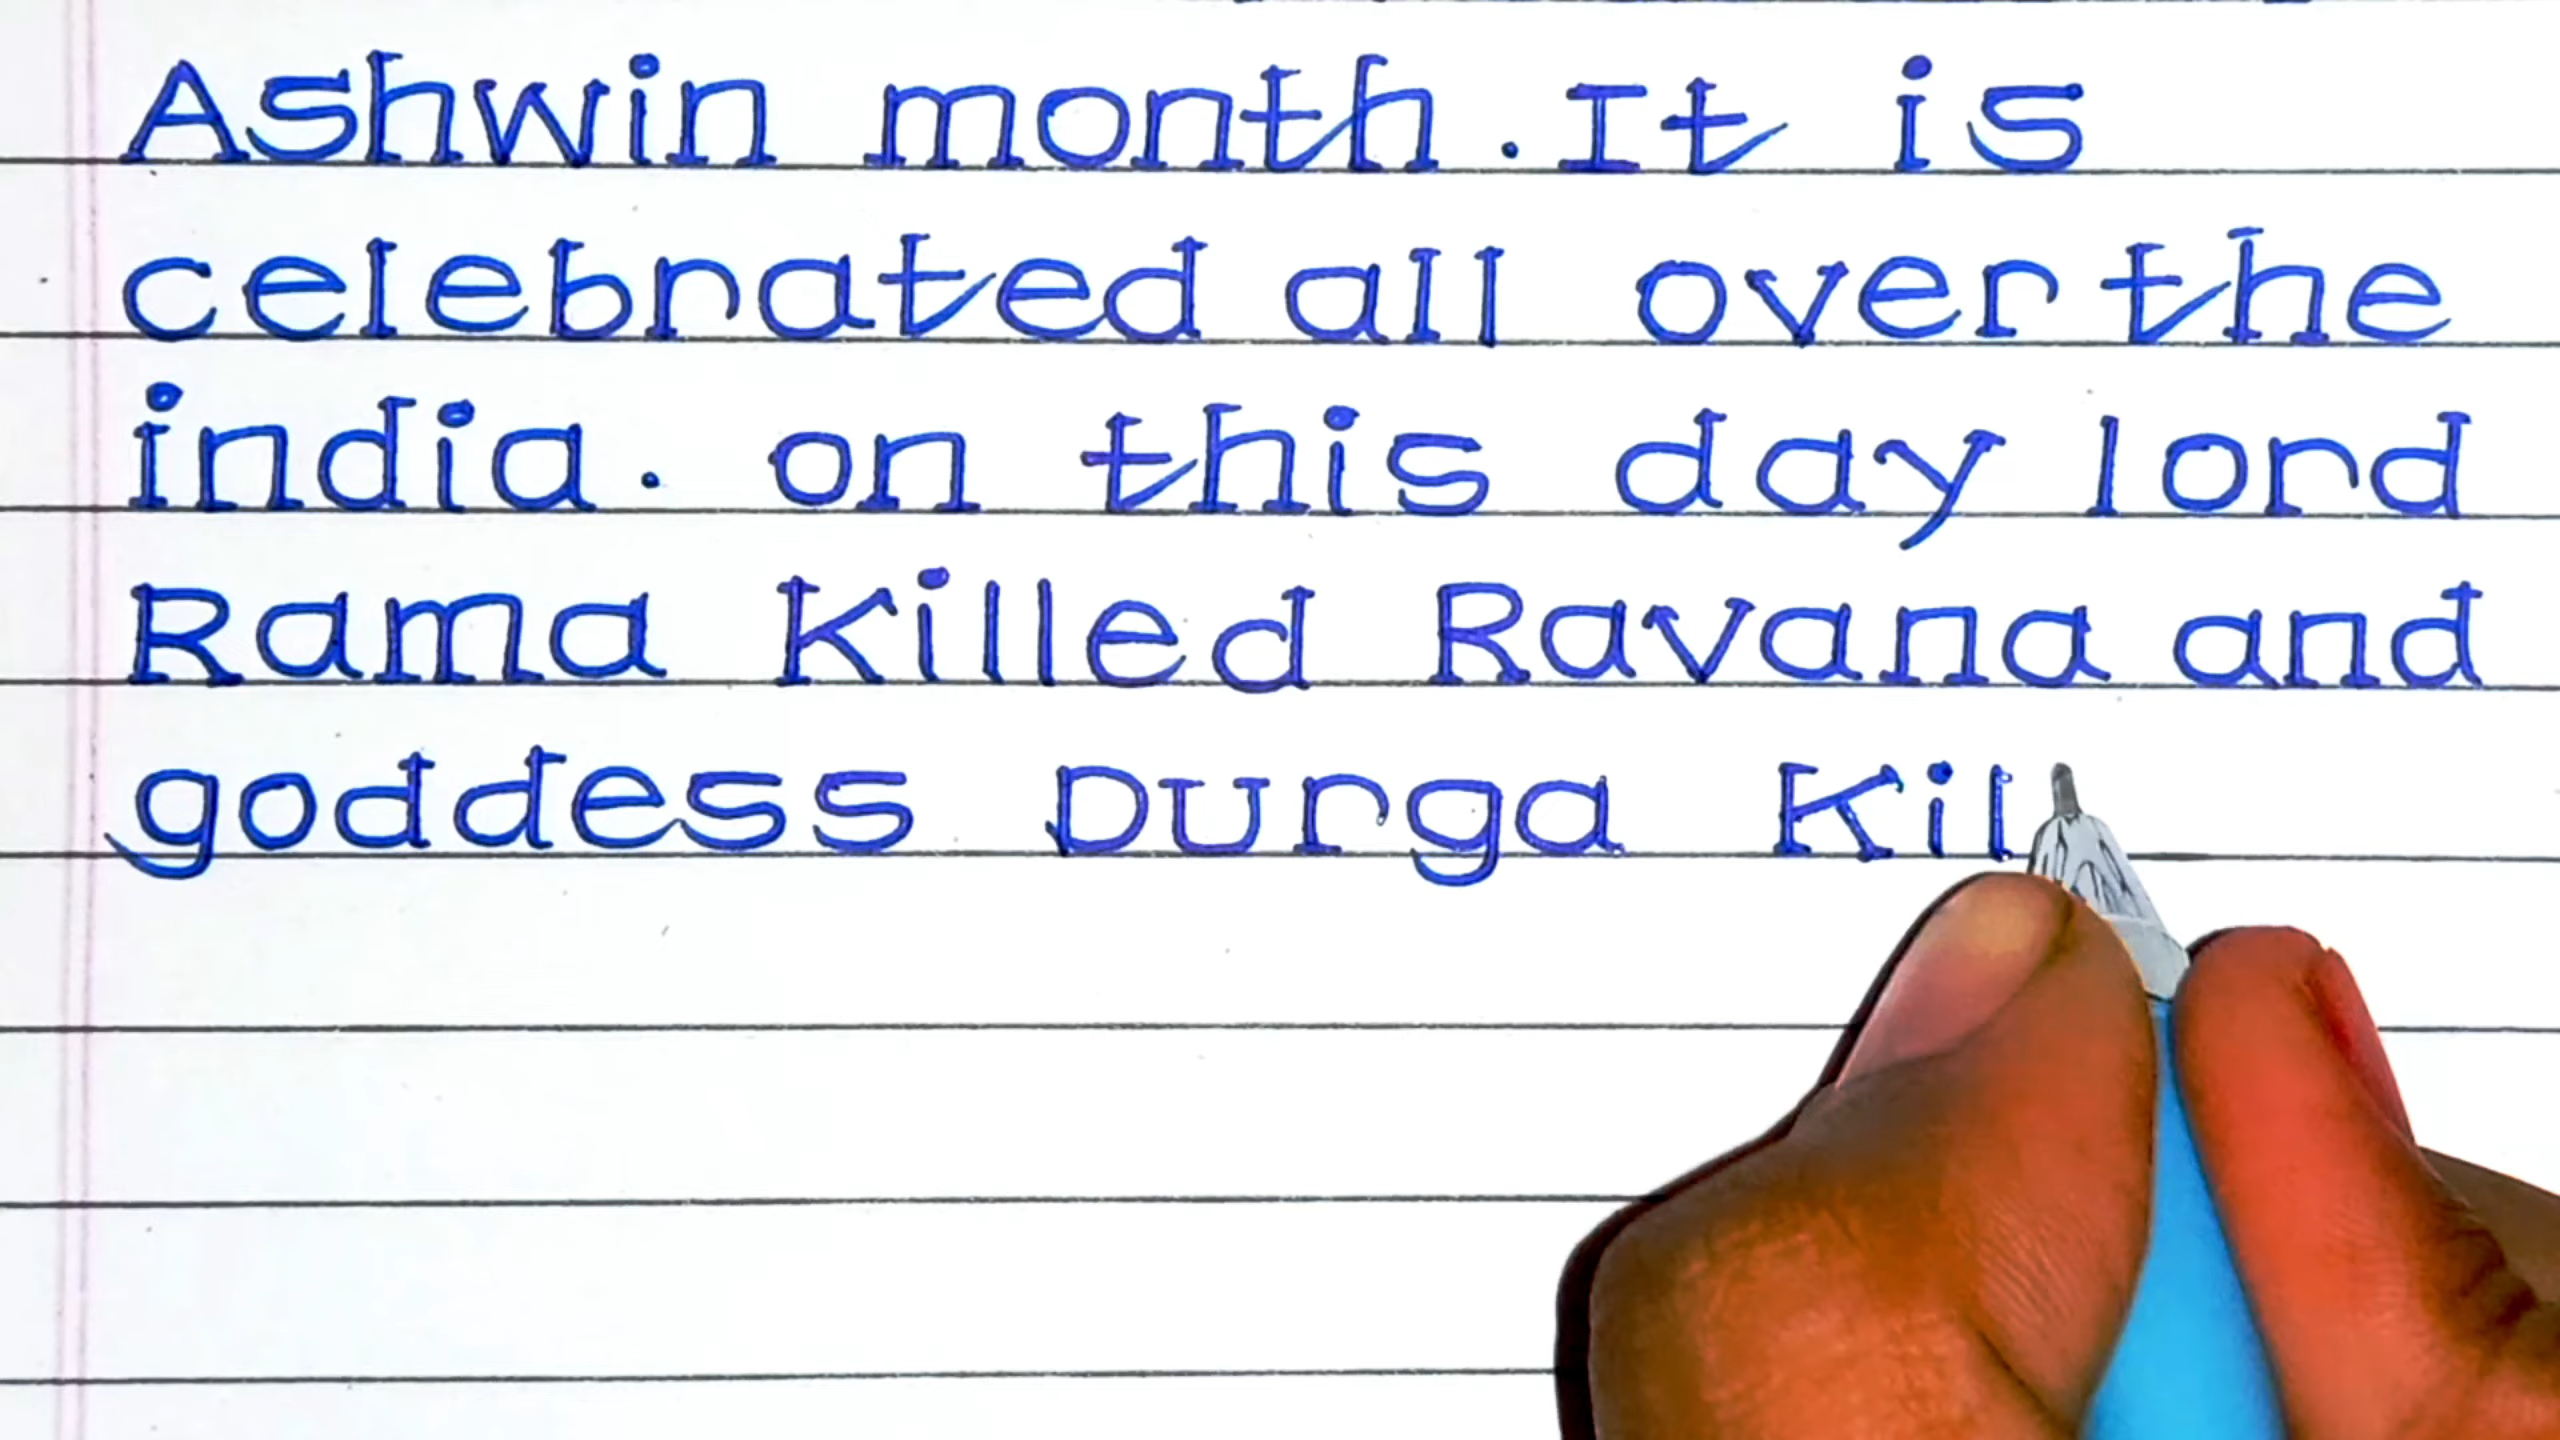 Ashwin month. It is
celebrated all over the
india. on this day lord
Rama Killed Ravana and
goddess Durga Kil